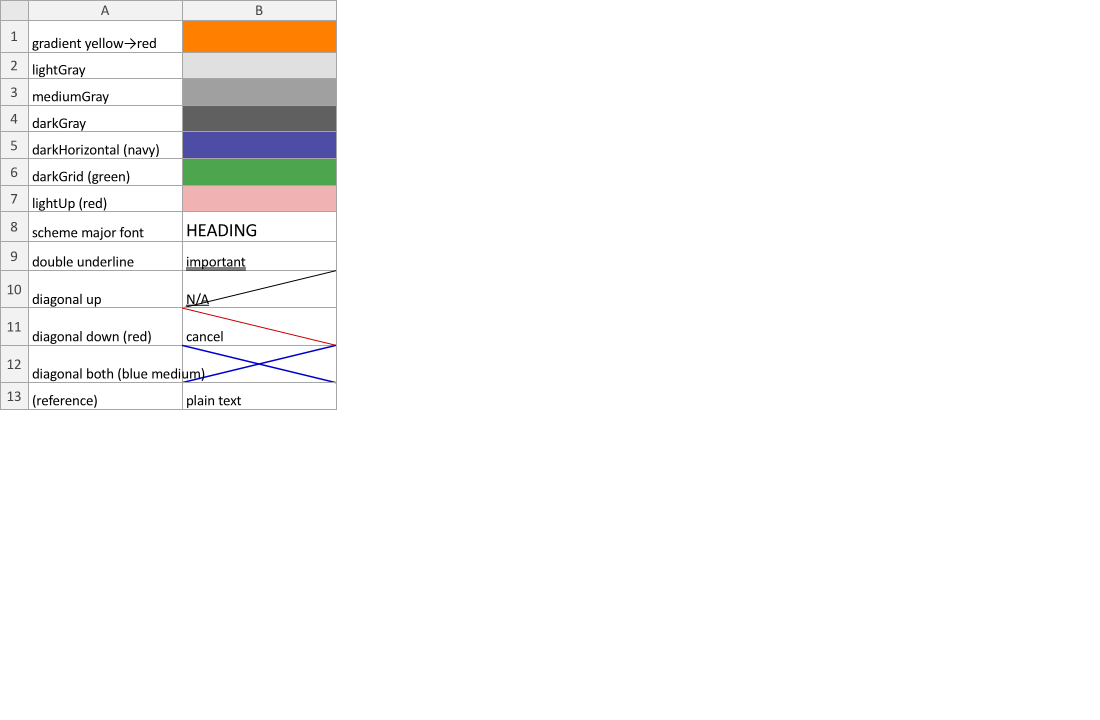 A B
1 gradient yellow→red
2 lightGray
3 mediumGray
4 darkGray
5 darkHorizontal (navy)
6 darkGrid (green)
7 lightUp (red)
8 scheme major font HEADING
9 double underline important
10 diagonal up N/A
11 diagonal down (red) cancel
12 diagonal both (blue medium)
13 (reference) plain text